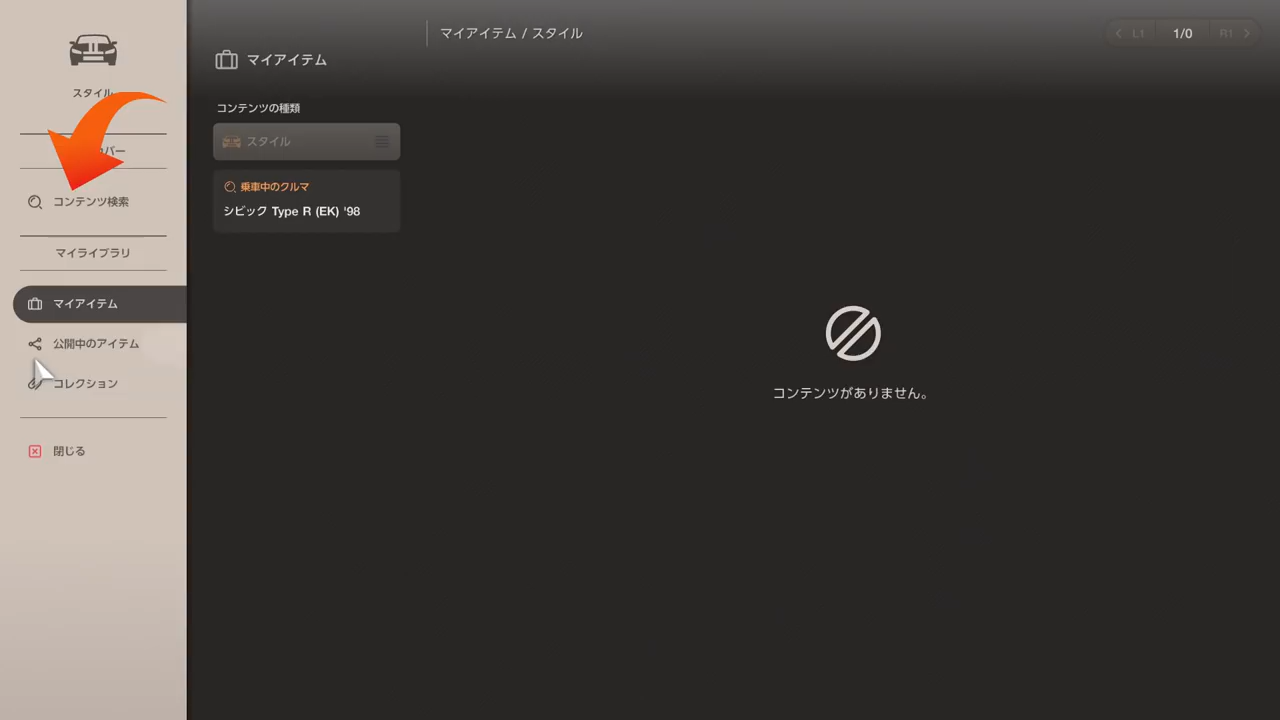 スタイル
バー
コンテンツ検索
マイライブラリ
マイアイテム
公開中のアイテム
コレクション
閉じる
マイアイテム / スタイル
L1
1/0
R1
マイアイテム
コンテンツの種類
スタイル
乗車中のクルマ
シビック Type R (EK) '98
コンテンツがありません。